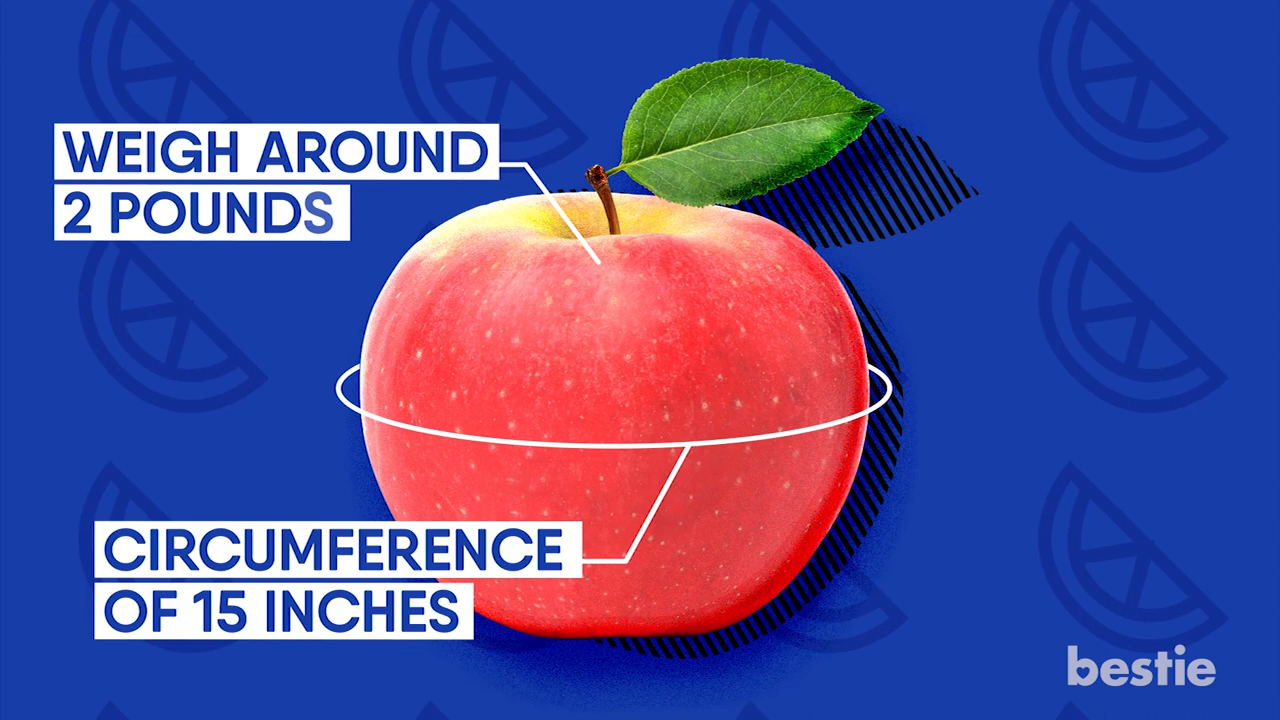 WEIGH AROUND
2 POUNDS
CIRCUMFERENCE
OF 15 INCHES
bestie